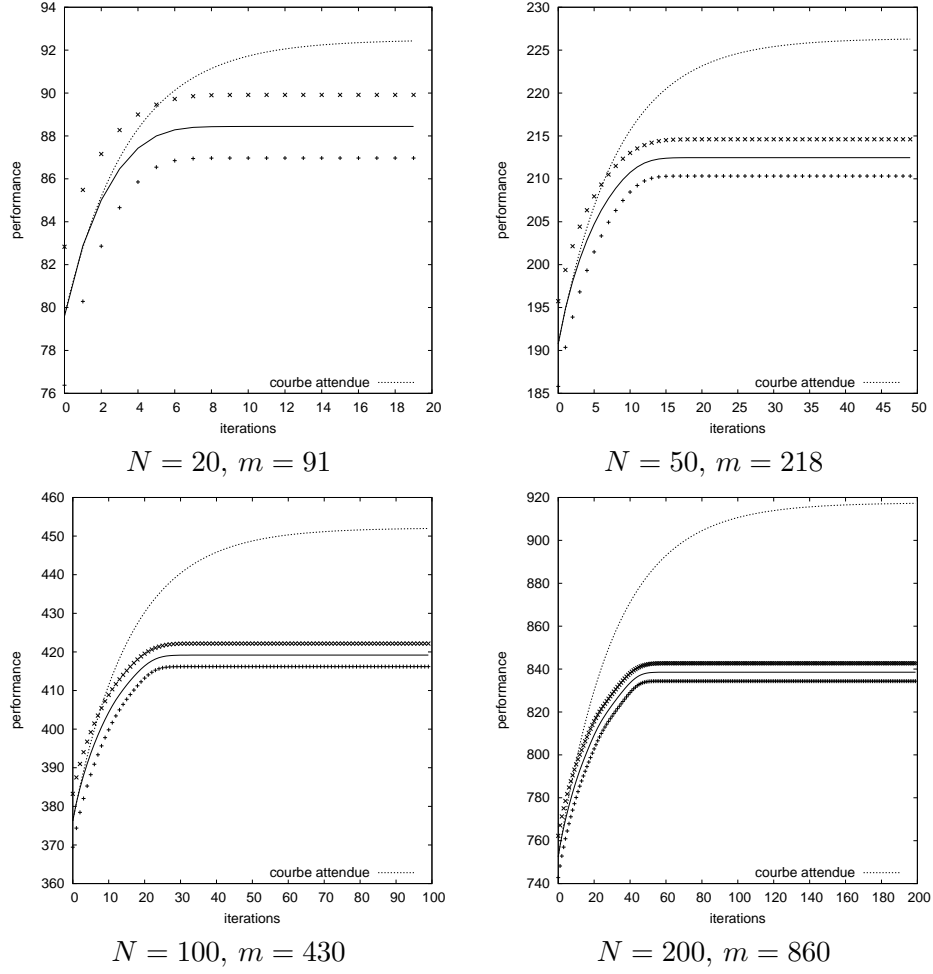 94
92
90
88
86
84
82
80
78
76
performance
courbe attendue
0 2 4 6 8 10 12 14 16 18 20
iterations
N = 20, m = 91
230
225
220
215
210
205
200
195
190
185
performance
courbe attendue
0 5 10 15 20 25 30 35 40 45 50
iterations
N = 50, m = 218
460
450
440
430
420
410
400
390
380
370
360
performance
courbe attendue
0 10 20 30 40 50 60 70 80 90 100
iterations
N = 100, m = 430
920
900
880
860
840
820
800
780
760
740
performance
courbe attendue
0 20 40 60 80 100 120 140 160 180 200
iterations
N = 200, m = 860